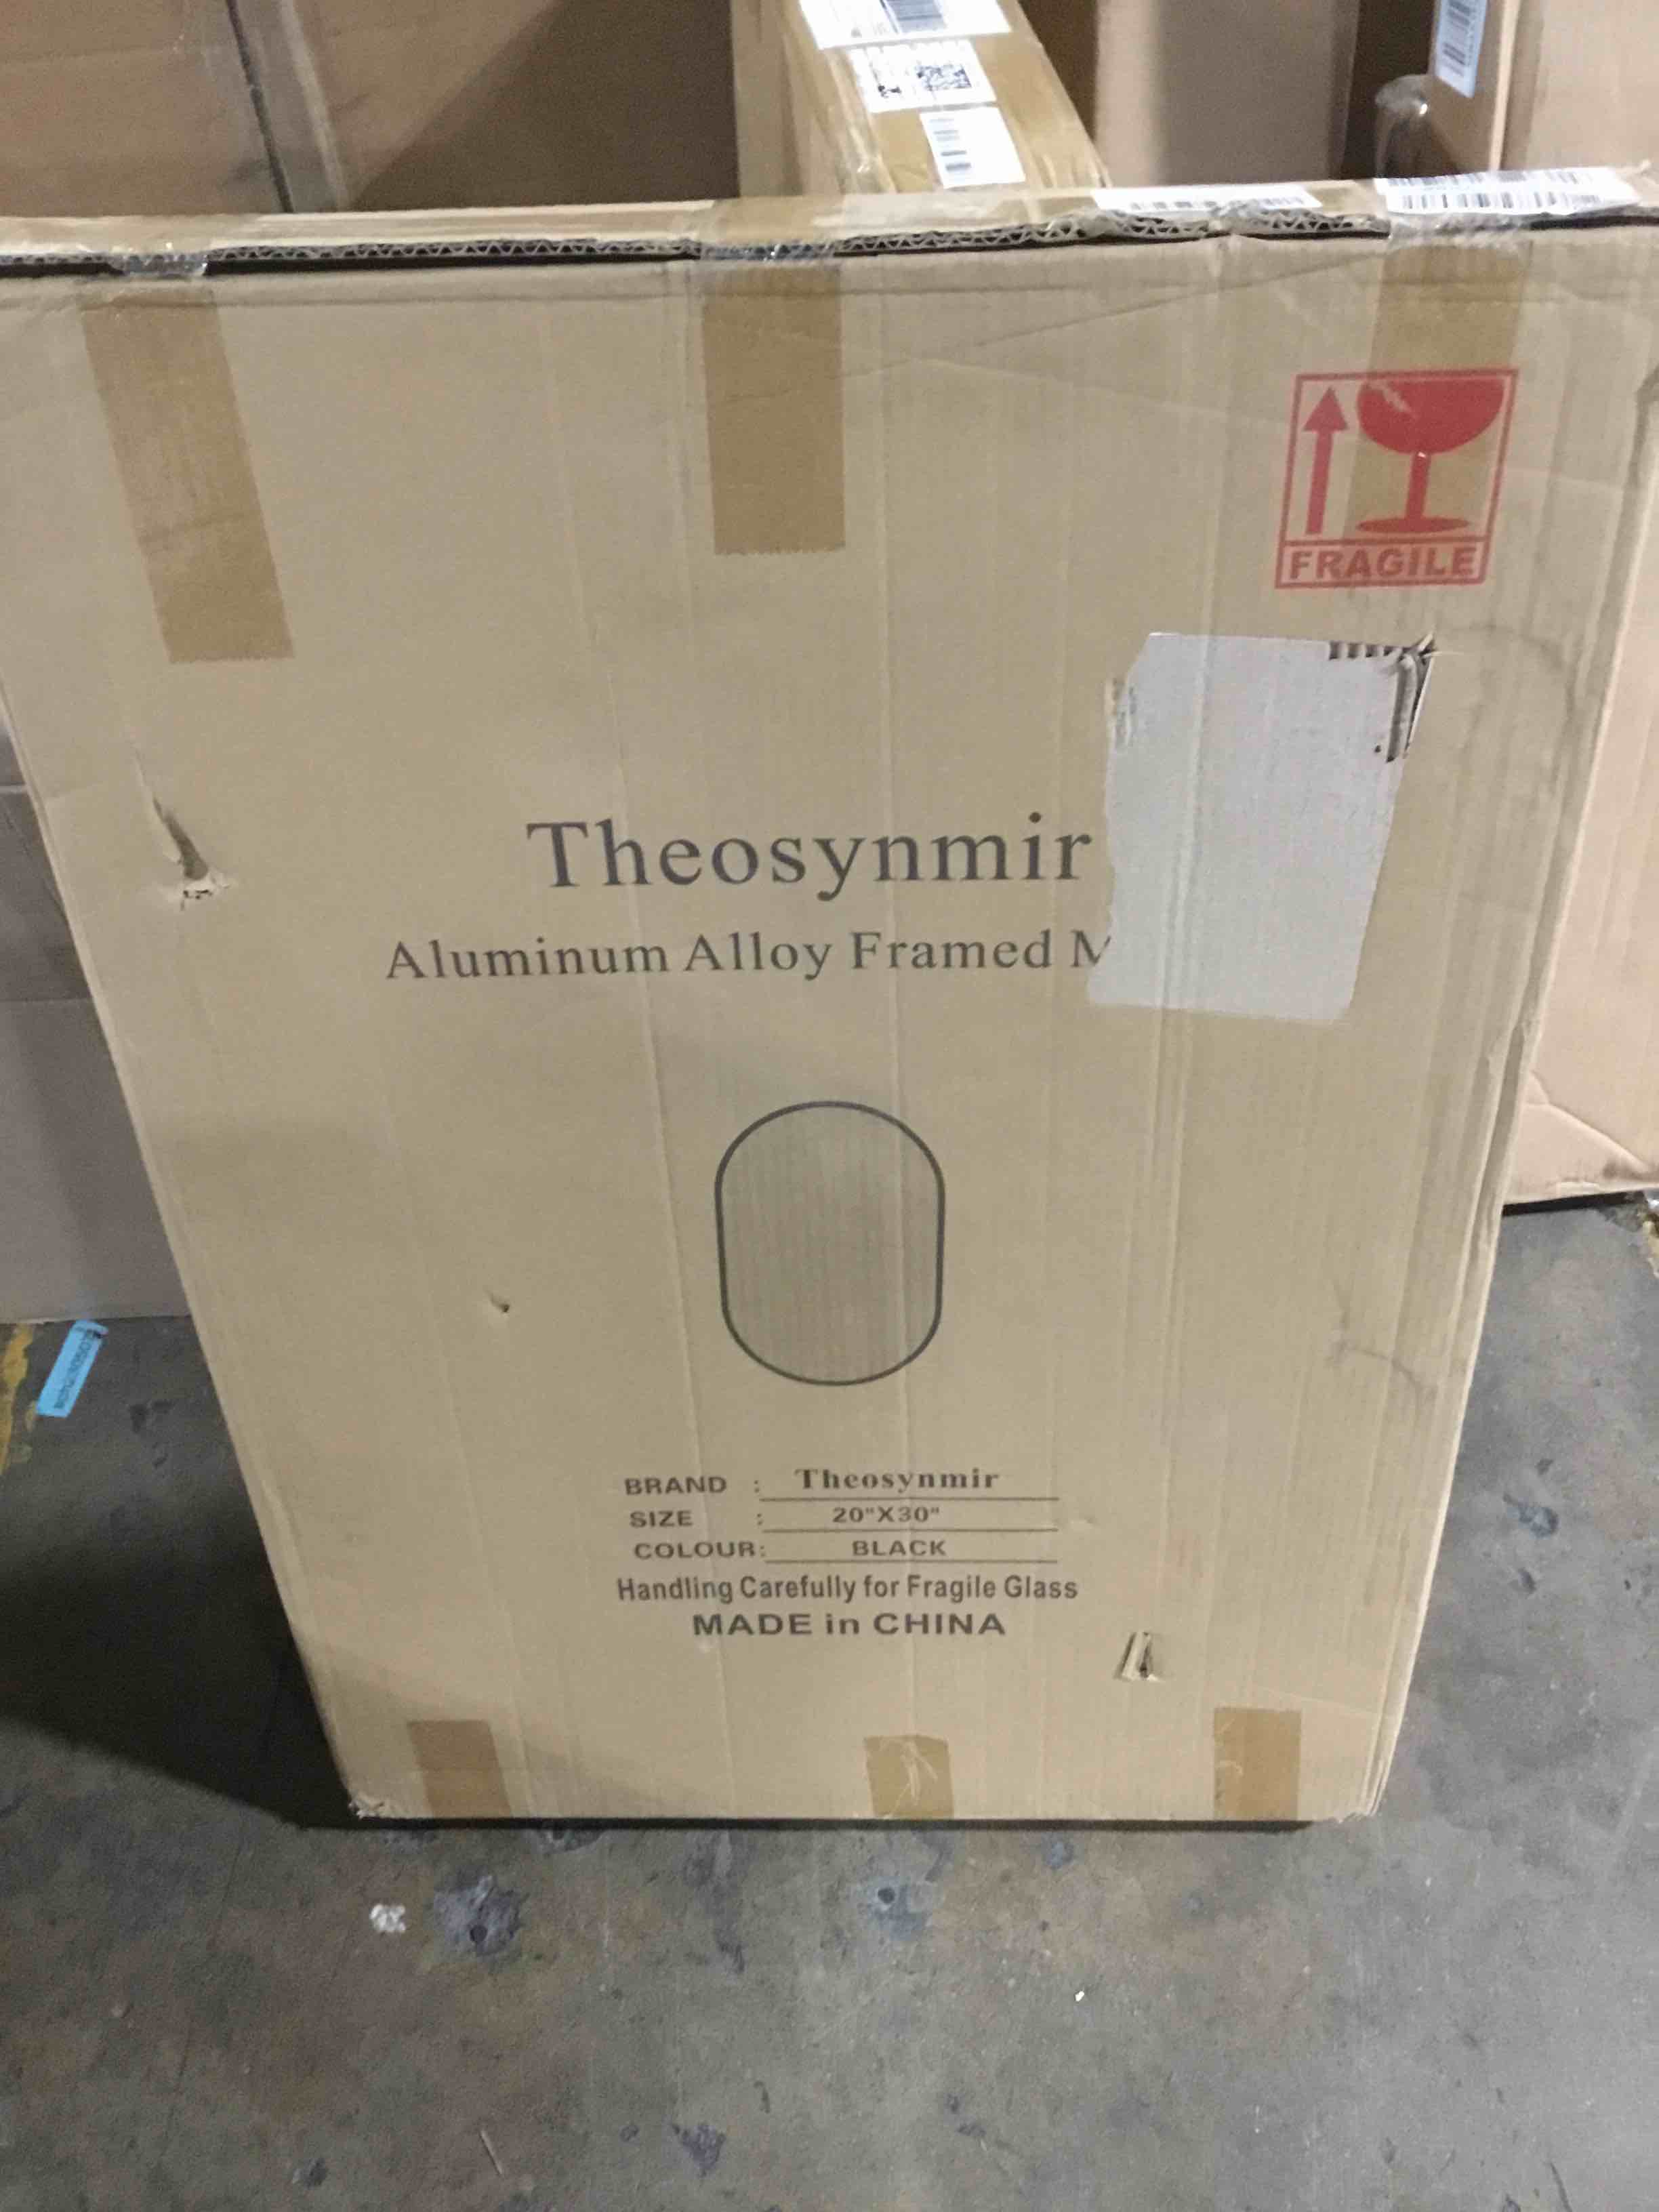 FRAGILE
Theosynmir
Aluminum Alloy Framed M
BRAND : Theosynmir
SIZE : 20"X30"
COLOUR: BLACK
Handling Carefully for Fragile Glass
MADE in CHINA